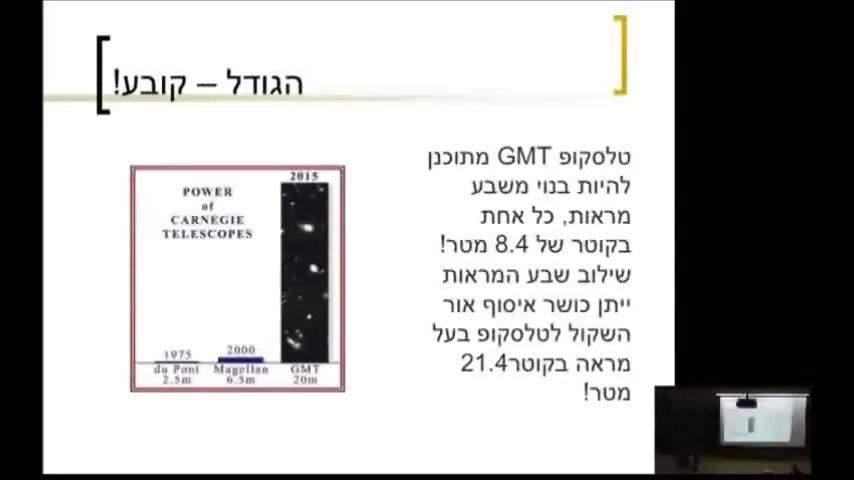 הגודל – קובע!
טלסקופ GMT מתוכנן
להיות בנוי משבע
מראות, כל אחת
בקוטר של 8.4 מטר!
שילוב שבע המראות
ייתן כושר איסוף אור
השקול לטלסקופ בעל
מראה בקוטר21.4
מטר!
POWER
of
CARNEGIE
TELESCOPES
2015
1975
2000
du Pont
2.5m
Magellan
6.5m
GMT
20m